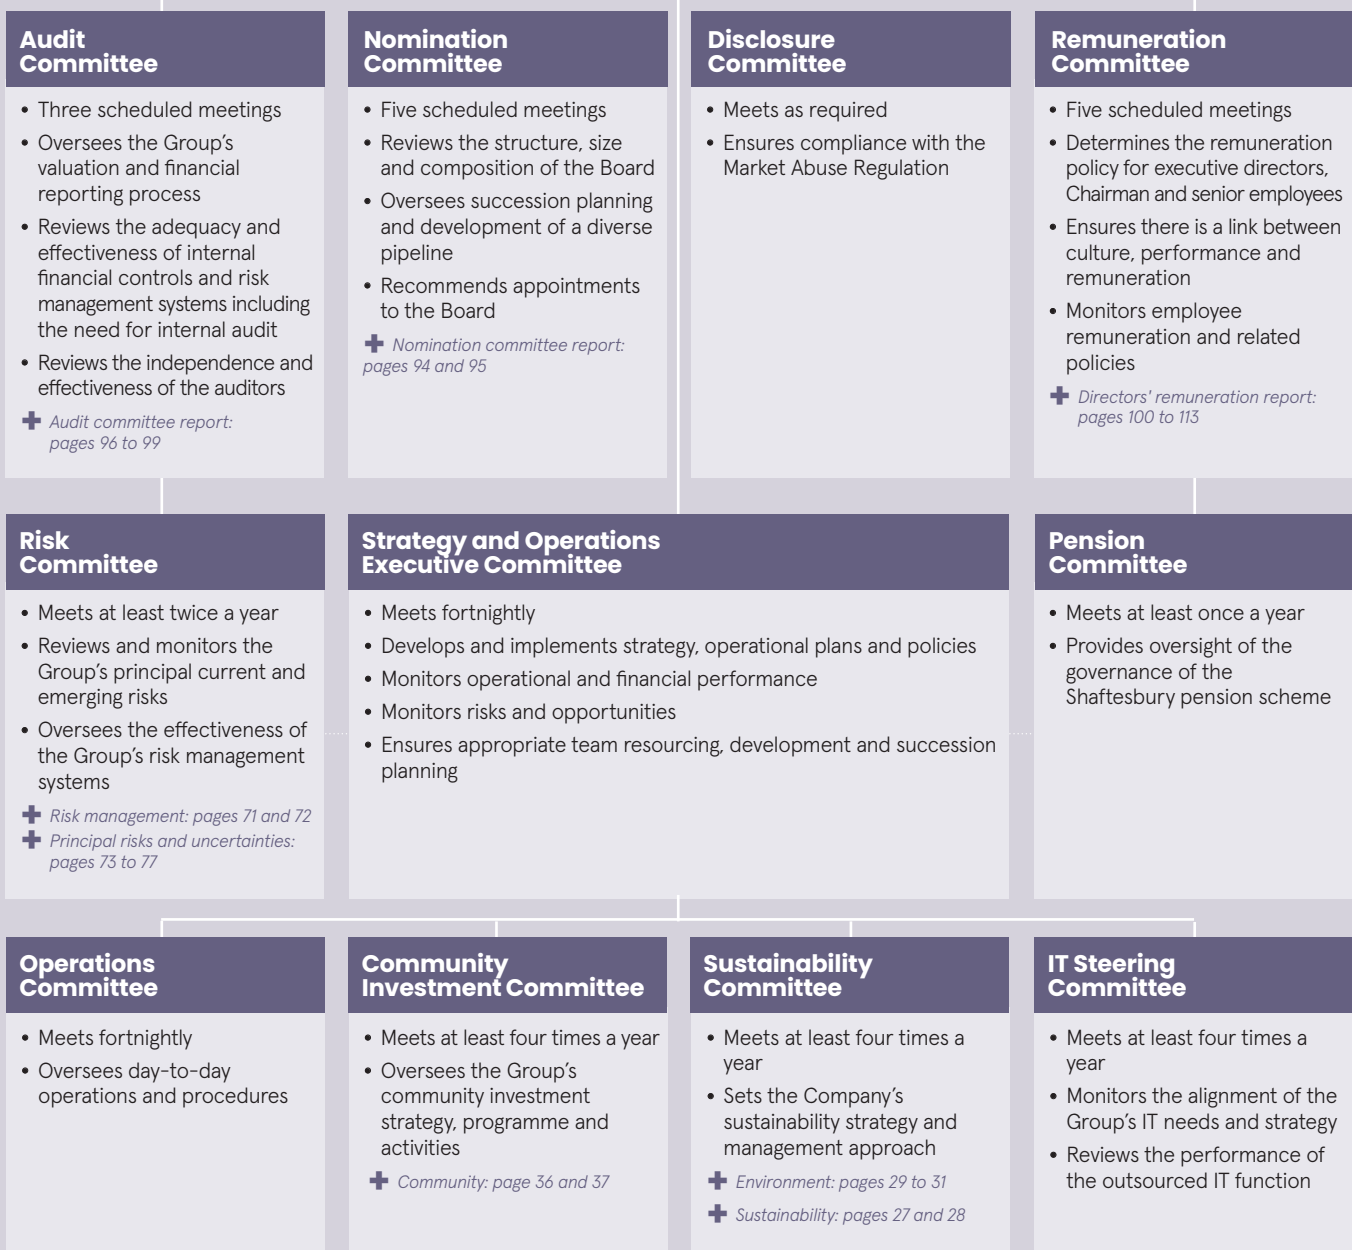 Audit
Committee
• Three scheduled meetings
• Oversees the Group's
valuation and financial
reporting process
• Reviews the adequacy and
effectiveness of internal
financial controls and risk
management systems including
the need for internal audit
• Reviews the independence and
effectiveness of the auditors
Audit committee report:
pages 96 to 99
Nomination
Committee
• Five scheduled meetings
• Reviews the structure, size
and composition of the Board
• Oversees succession planning
and development of a diverse
pipeline
• Recommends appointments
to the Board
Nomination committee report:
pages 94 and 95
Disclosure
Committee
• Meets as required
• Ensures compliance with the
Market Abuse Regulation
Remuneration
Committee
• Five scheduled meetings
• Determines the remuneration
policy for executive directors,
Chairman and senior employees
• Ensures there is a link between
culture, performance and
remuneration
• Monitors employee
remuneration and related
policies
Directors' remuneration report:
pages 100 to 113
Risk
Committee
• Meets at least twice a year
• Reviews and monitors the
Group's principal current and
emerging risks
• Oversees the effectiveness of
the Group's risk management
systems
Risk management: pages 71 and 72
Principal risks and uncertainties:
pages 73 to 77
Strategy and Operations
Executive Committee
• Meets fortnightly
• Develops and implements strategy, operational plans and policies
• Monitors operational and financial performance
• Monitors risks and opportunities
• Ensures appropriate team resourcing, development and succession
planning
Pension
Committee
• Meets at least once a year
• Provides oversight of the
governance of the
Shaftesbury pension scheme
Operations
Committee
• Meets fortnightly
• Oversees day-to-day
operations and procedures
Community
Investment Committee
• Meets at least four times a year
• Oversees the Group's
community investment
strategy, programme and
activities
Community: page 36 and 37
Sustainability
Committee
• Meets at least four times a
year
• Sets the Company's
sustainability strategy and
management approach
Environment: pages 29 to 31
Sustainability: pages 27 and 28
IT Steering
Committee
• Meets at least four times a
year
• Monitors the alignment of the
Group's IT needs and strategy
• Reviews the performance of
the outsourced IT function